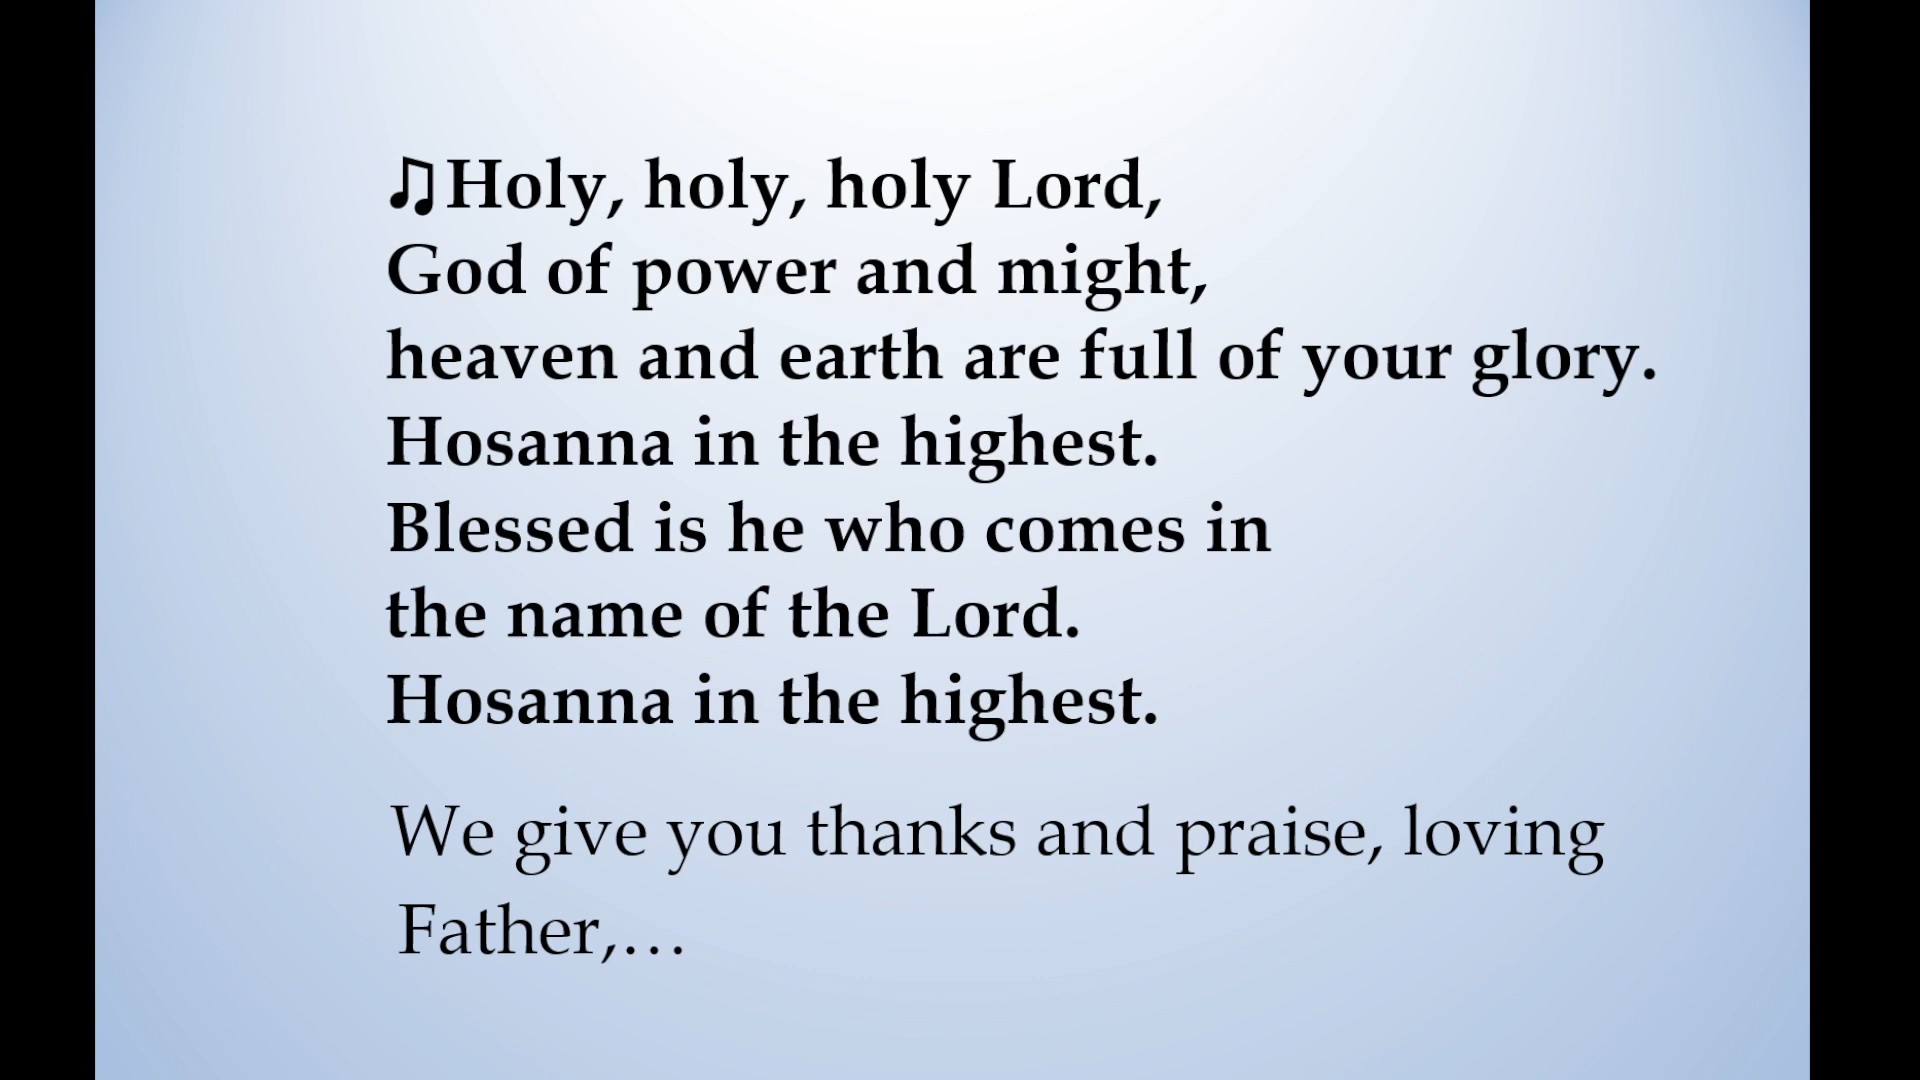 ♫Holy, holy, holy Lord,
God of power and might,
heaven and earth are full of your glory.
Hosanna in the highest.
Blessed is he who comes in
the name of the Lord.
Hosanna in the highest.
We give you thanks and praise, loving
Father,…